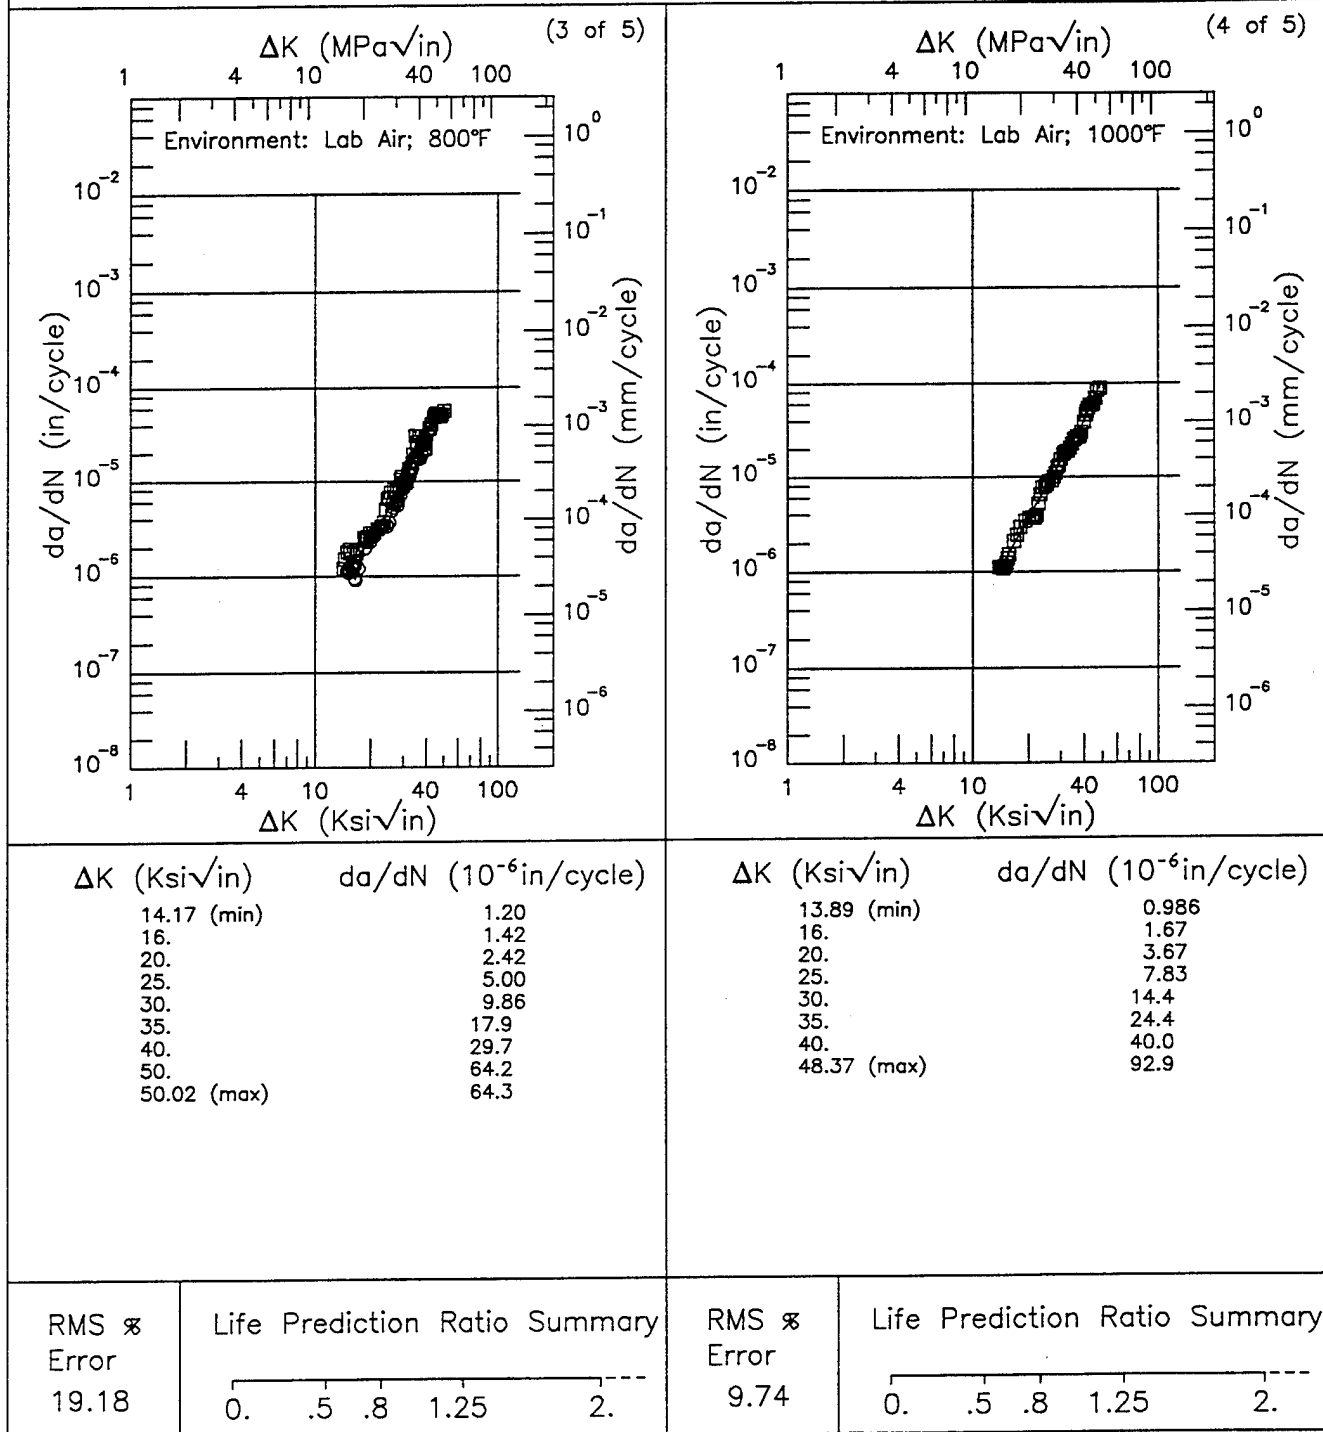 (3 of 5)
ΔK (MPa√in)
1 4 10 40 100
Environment: Lab Air; 800°F
10⁰
10⁻¹
10⁻²
10⁻³
10⁻⁴
10⁻⁵
10⁻⁶
da/dN (mm/cycle)
10⁻²
10⁻³
10⁻⁴
10⁻⁵
10⁻⁶
10⁻⁷
10⁻⁸
da/dN (in/cycle)
1 4 10 40 100
ΔK (Ksi√in)
ΔK (Ksi√in) da/dN (10⁻⁶in/cycle)
14.17 (min) 1.20
16. 1.42
20. 2.42
25. 5.00
30. 9.86
35. 17.9
40. 29.7
50. 64.2
50.02 (max) 64.3
RMS %
Error
19.18
Life Prediction Ratio Summary
0. .5 .8 1.25 2.
(4 of 5)
ΔK (MPa√in)
1 4 10 40 100
Environment: Lab Air; 1000°F
10⁰
10⁻¹
10⁻²
10⁻³
10⁻⁴
10⁻⁵
10⁻⁶
da/dN (mm/cycle)
10⁻²
10⁻³
10⁻⁴
10⁻⁵
10⁻⁶
10⁻⁷
10⁻⁸
da/dN (in/cycle)
1 4 10 40 100
ΔK (Ksi√in)
ΔK (Ksi√in) da/dN (10⁻⁶in/cycle)
13.89 (min) 0.986
16. 1.67
20. 3.67
25. 7.83
30. 14.4
35. 24.4
40. 40.0
48.37 (max) 92.9
RMS %
Error
9.74
Life Prediction Ratio Summary
0. .5 .8 1.25 2.